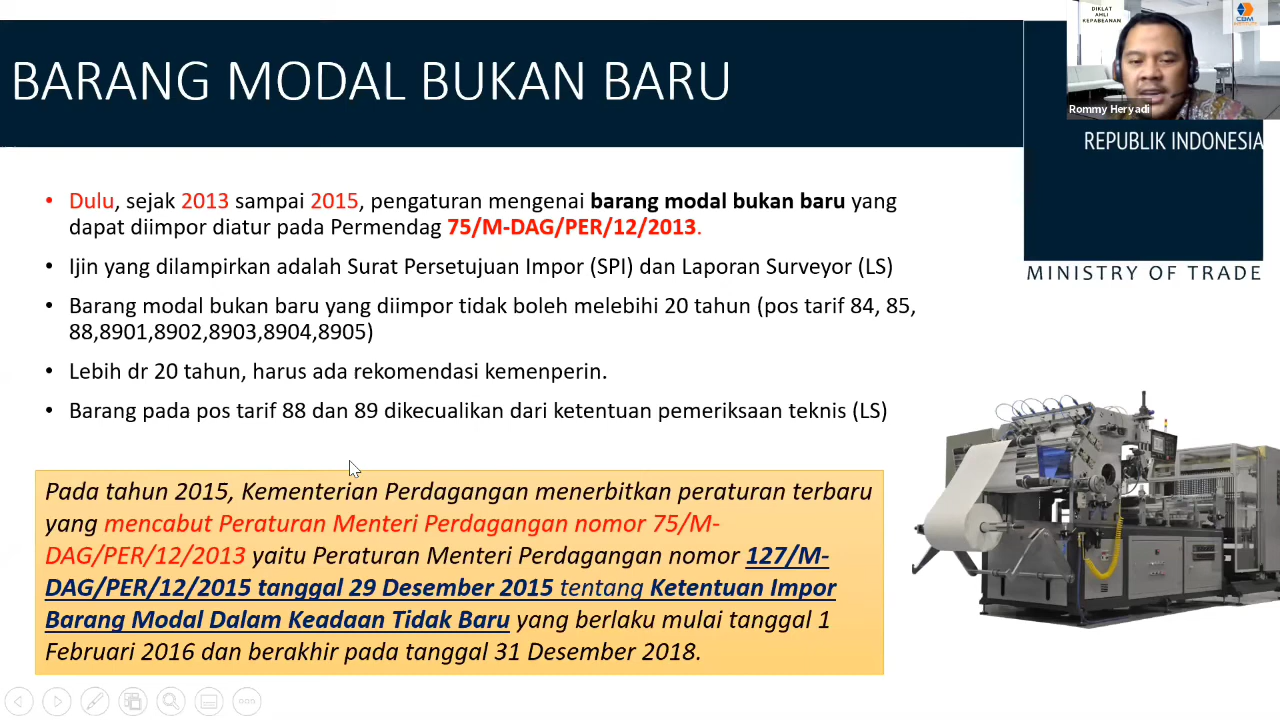 BARANG MODAL BUKAN BARU
DIKLAT
AHLI
KEPABEANAN
CBM
INSTITUTE
Rommy Heryadi
REPUBLIK INDONESIA
MINISTRY OF TRADE
• Dulu, sejak 2013 sampai 2015, pengaturan mengenai barang modal bukan baru yang
dapat diimpor diatur pada Permendag 75/M-DAG/PER/12/2013.
• Ijin yang dilampirkan adalah Surat Persetujuan Impor (SPI) dan Laporan Surveyor (LS)
• Barang modal bukan baru yang diimpor tidak boleh melebihi 20 tahun (pos tarif 84, 85,
88,8901,8902,8903,8904,8905)
• Lebih dr 20 tahun, harus ada rekomendasi kemenperin.
• Barang pada pos tarif 88 dan 89 dikecualikan dari ketentuan pemeriksaan teknis (LS)
Pada tahun 2015, Kementerian Perdagangan menerbitkan peraturan terbaru
yang mencabut Peraturan Menteri Perdagangan nomor 75/M-
DAG/PER/12/2013 yaitu Peraturan Menteri Perdagangan nomor 127/M-
DAG/PER/12/2015 tanggal 29 Desember 2015 tentang Ketentuan Impor
Barang Modal Dalam Keadaan Tidak Baru yang berlaku mulai tanggal 1
Februari 2016 dan berakhir pada tanggal 31 Desember 2018.